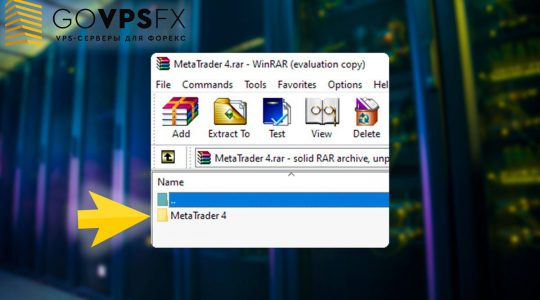 GOVPSFX
VPS-СЕРВЕРЫ ДЛЯ ФОРЕКС
MetaTrader 4.rar - WinRAR (evaluation copy)
File Commands Tools Favorites Options Help
Add Extract To Test View Delete
MetaTrader 4.rar - solid RAR archive, unp
Name
..
MetaTrader 4